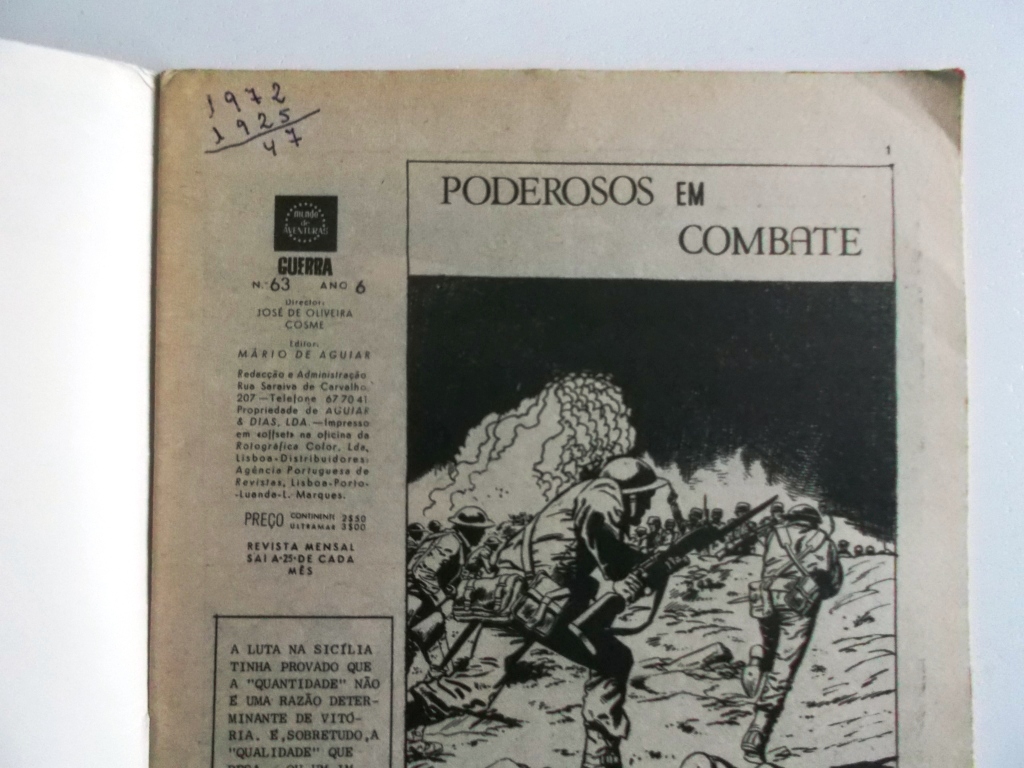 1972
1925
47
1
PODEROSOS EM
COMBATE
mundo
de
AVENTURAS
GUERRA
N.º 63 ANO 6
Director:
JOSÉ DE OLIVEIRA
COSME
Editor:
MÁRIO DE AGUIAR
Redacção e Administração
Rua Saraiva de Carvalho
207 — Telefone 67 70 41
Propriedade de AGUIAR
& DIAS, LDA. — Impresso
em «offset» na oficina da
Rotográfica Color, Lda,
Lisboa - Distribuidores:
Agência Portuguesa de
Revistas, Lisboa-Porto-
-Luanda-L. Marques.
PREÇO CONTINENTE 2$50
ULTRAMAR 3$00
REVISTA MENSAL
SAI A·25·DE CADA
MÊS
A LUTA NA SICÍLIA
TINHA PROVADO QUE
A "QUANTIDADE" NÃO
É UMA RAZÃO DETER-
MINANTE DE VITÓ-
RIA. É,SOBRETUDO,A
"QUALIDADE" QUE